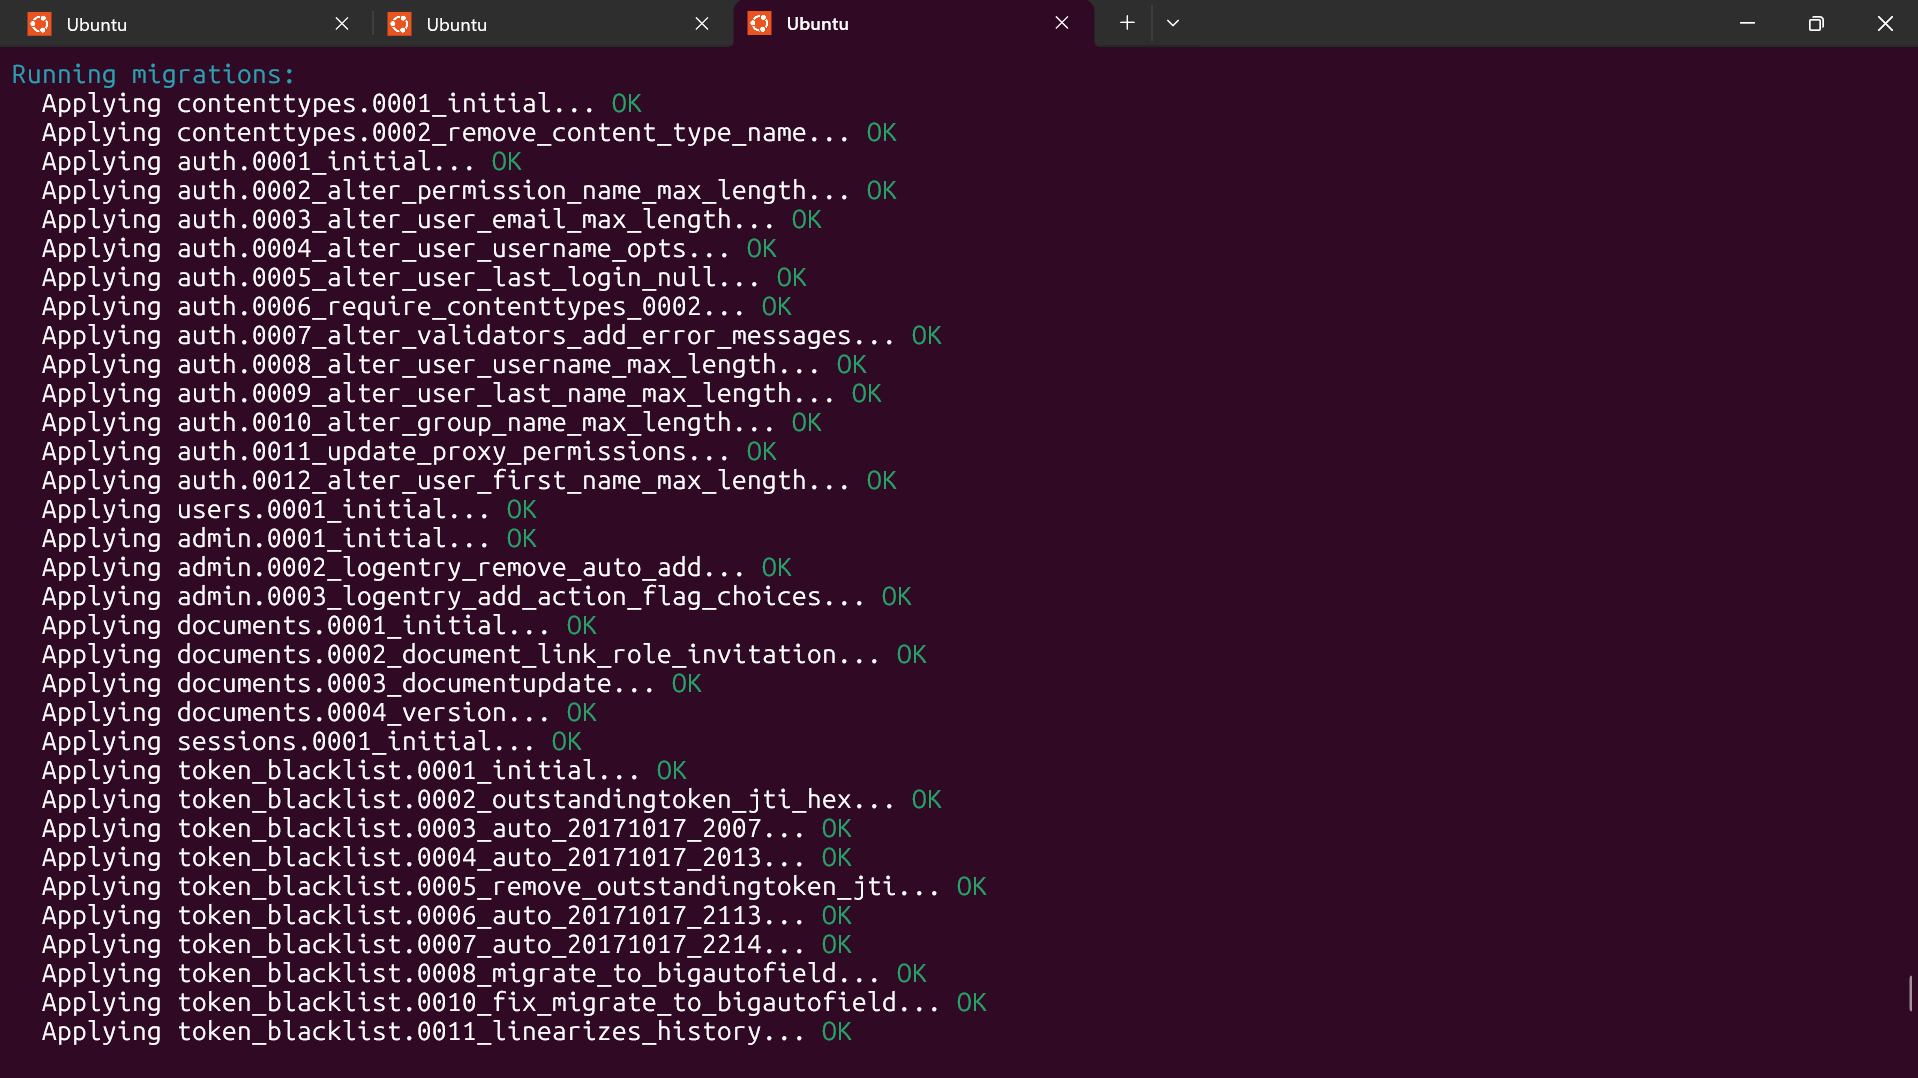 Ubuntu
Ubuntu
Ubuntu
Running migrations:
  Applying contenttypes.0001_initial... OK
  Applying contenttypes.0002_remove_content_type_name... OK
  Applying auth.0001_initial... OK
  Applying auth.0002_alter_permission_name_max_length... OK
  Applying auth.0003_alter_user_email_max_length... OK
  Applying auth.0004_alter_user_username_opts... OK
  Applying auth.0005_alter_user_last_login_null... OK
  Applying auth.0006_require_contenttypes_0002... OK
  Applying auth.0007_alter_validators_add_error_messages... OK
  Applying auth.0008_alter_user_username_max_length... OK
  Applying auth.0009_alter_user_last_name_max_length... OK
  Applying auth.0010_alter_group_name_max_length... OK
  Applying auth.0011_update_proxy_permissions... OK
  Applying auth.0012_alter_user_first_name_max_length... OK
  Applying users.0001_initial... OK
  Applying admin.0001_initial... OK
  Applying admin.0002_logentry_remove_auto_add... OK
  Applying admin.0003_logentry_add_action_flag_choices... OK
  Applying documents.0001_initial... OK
  Applying documents.0002_document_link_role_invitation... OK
  Applying documents.0003_documentupdate... OK
  Applying documents.0004_version... OK
  Applying sessions.0001_initial... OK
  Applying token_blacklist.0001_initial... OK
  Applying token_blacklist.0002_outstandingtoken_jti_hex... OK
  Applying token_blacklist.0003_auto_20171017_2007... OK
  Applying token_blacklist.0004_auto_20171017_2013... OK
  Applying token_blacklist.0005_remove_outstandingtoken_jti... OK
  Applying token_blacklist.0006_auto_20171017_2113... OK
  Applying token_blacklist.0007_auto_20171017_2214... OK
  Applying token_blacklist.0008_migrate_to_bigautofield... OK
  Applying token_blacklist.0010_fix_migrate_to_bigautofield... OK
  Applying token_blacklist.0011_linearizes_history... OK